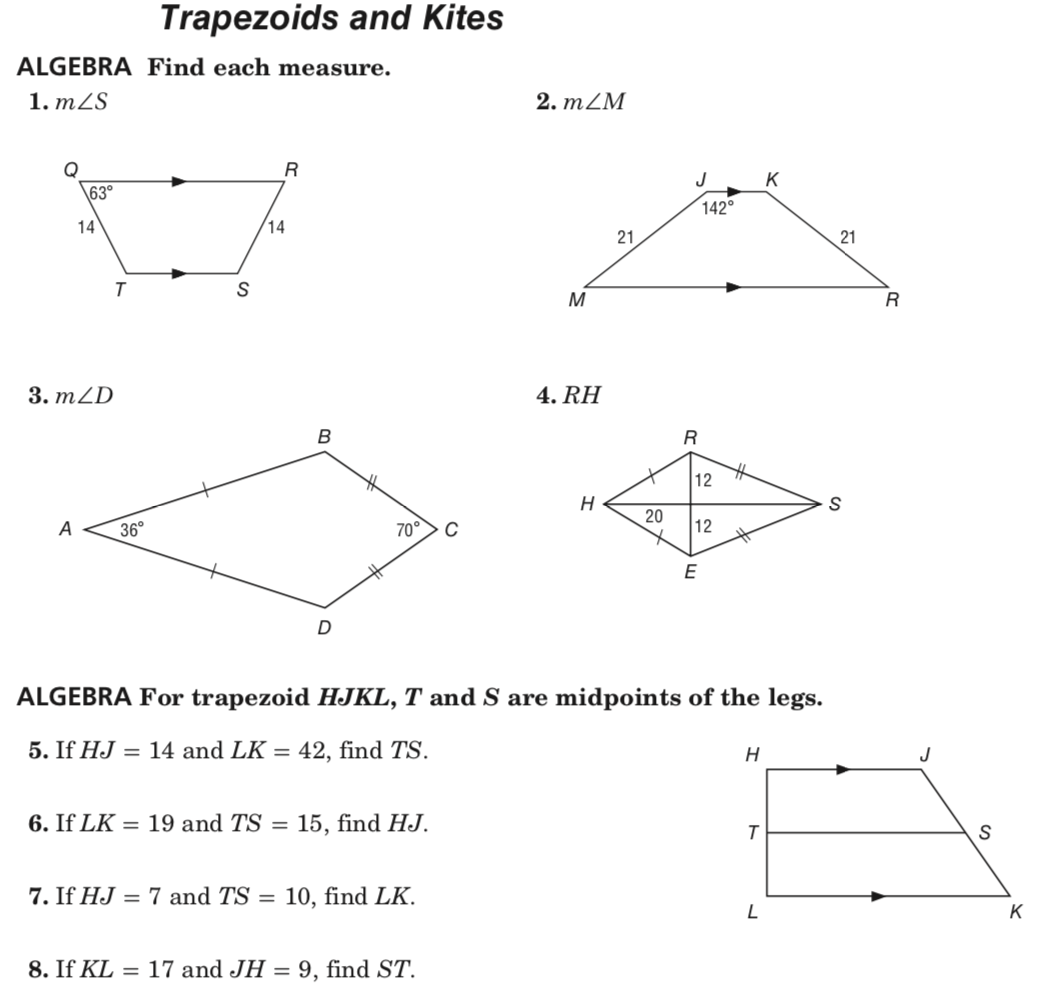 Trapezoids and Kites
ALGEBRA Find each measure.
1. m∠S
2. m∠M
Q
R
63°
14
14
T
S
J
K
142°
21
21
M
R
3. m∠D
4. RH
B
A
36°
70°
C
D
R
12
H
S
20
12
E
ALGEBRA For trapezoid HJKL, T and S are midpoints of the legs.
5. If HJ = 14 and LK = 42, find TS.
6. If LK = 19 and TS = 15, find HJ.
7. If HJ = 7 and TS = 10, find LK.
8. If KL = 17 and JH = 9, find ST.
H
J
T
S
L
K